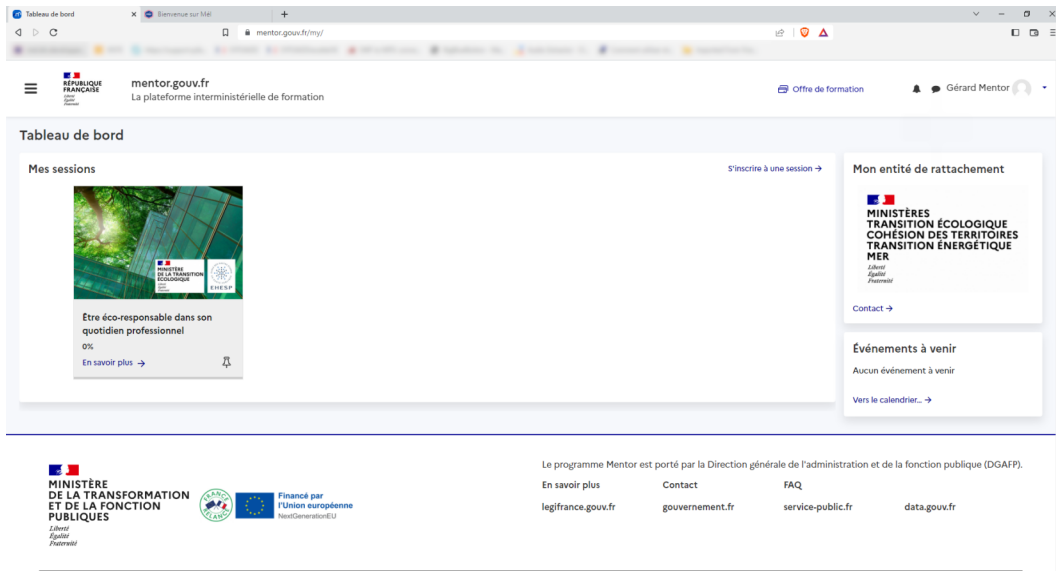 Tableau de bord
Bienvenue sur Mél
mentor.gouv.fr/my/
RÉPUBLIQUE
FRANÇAISE
Liberté
Égalité
Fraternité
mentor.gouv.fr
La plateforme interministérielle de formation
Offre de formation
Gérard Mentor
Tableau de bord
Mes sessions
S'inscrire à une session →
MINISTÈRE
DE LA TRANSITION
ÉCOLOGIQUE
Liberté
Égalité
Fraternité
EHESP
Être éco-responsable dans son
quotidien professionnel
0%
En savoir plus →
Mon entité de rattachement
MINISTÈRES
TRANSITION ÉCOLOGIQUE
COHÉSION DES TERRITOIRES
TRANSITION ÉNERGÉTIQUE
MER
Liberté
Égalité
Fraternité
Contact →
Événements à venir
Aucun événement à venir
Vers le calendrier... →
MINISTÈRE
DE LA TRANSFORMATION
ET DE LA FONCTION
PUBLIQUES
Liberté
Égalité
Fraternité
FRANCE
RELANCE
Financé par
l'Union européenne
NextGenerationEU
Le programme Mentor est porté par la Direction générale de l'administration et de la fonction publique (DGAFP).
En savoir plus
Contact
FAQ
legifrance.gouv.fr
gouvernement.fr
service-public.fr
data.gouv.fr